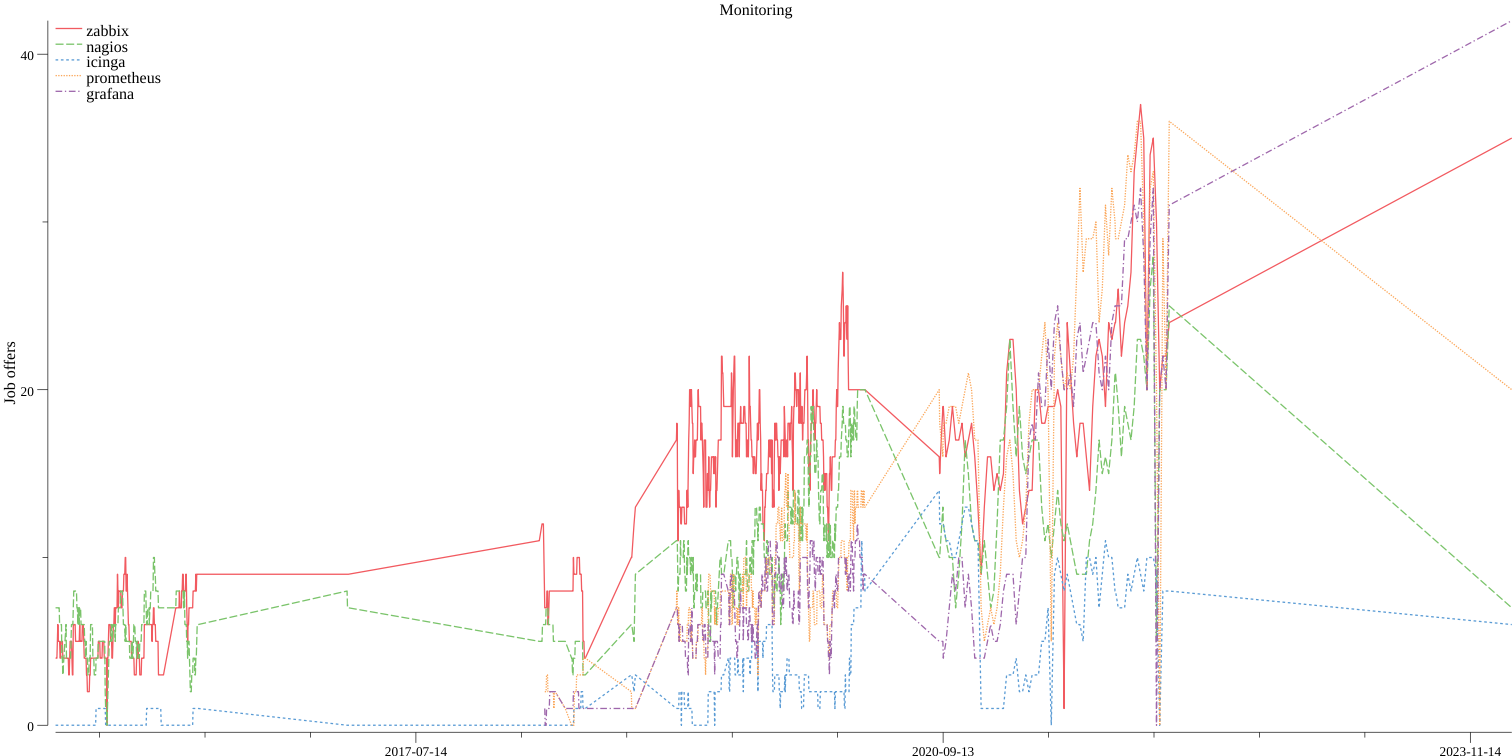 Monitoring
zabbix
nagios
icinga
prometheus
grafana
40
20
0
Job offers
2017-07-14
2020-09-13
2023-11-14